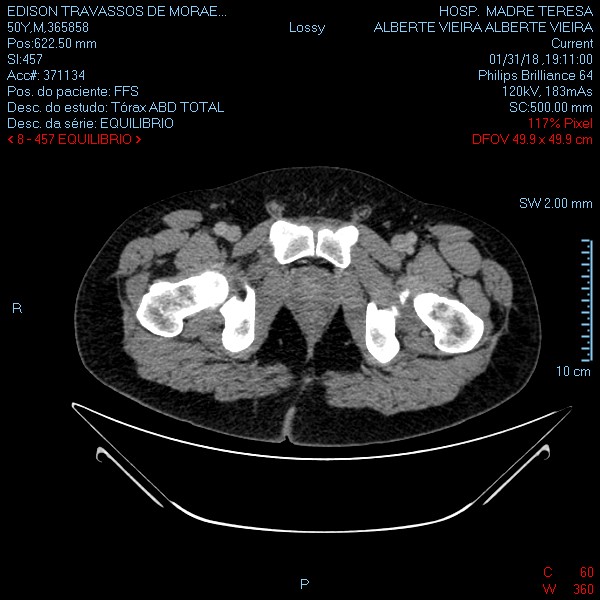 EDISON TRAVASSOS DE MORAE...
50Y,M,365858
Pos:622.50 mm
SI:457
Acc#: 371134
Pos. do paciente: FFS
Desc. do estudo: Tórax ABD TOTAL
Desc. da série: EQUILIBRIO
< 8 - 457 EQUILIBRIO >
Lossy
HOSP. MADRE TERESA
ALBERTE VIEIRA ALBERTE VIEIRA
Current
01/31/18 ,19:11:00
Philips Brilliance 64
120kV, 183mAs
SC:500.00 mm
117% Pixel
DFOV 49.9 x 49.9 cm
SW 2.00 mm
R
10 cm
P
C 60
W 360